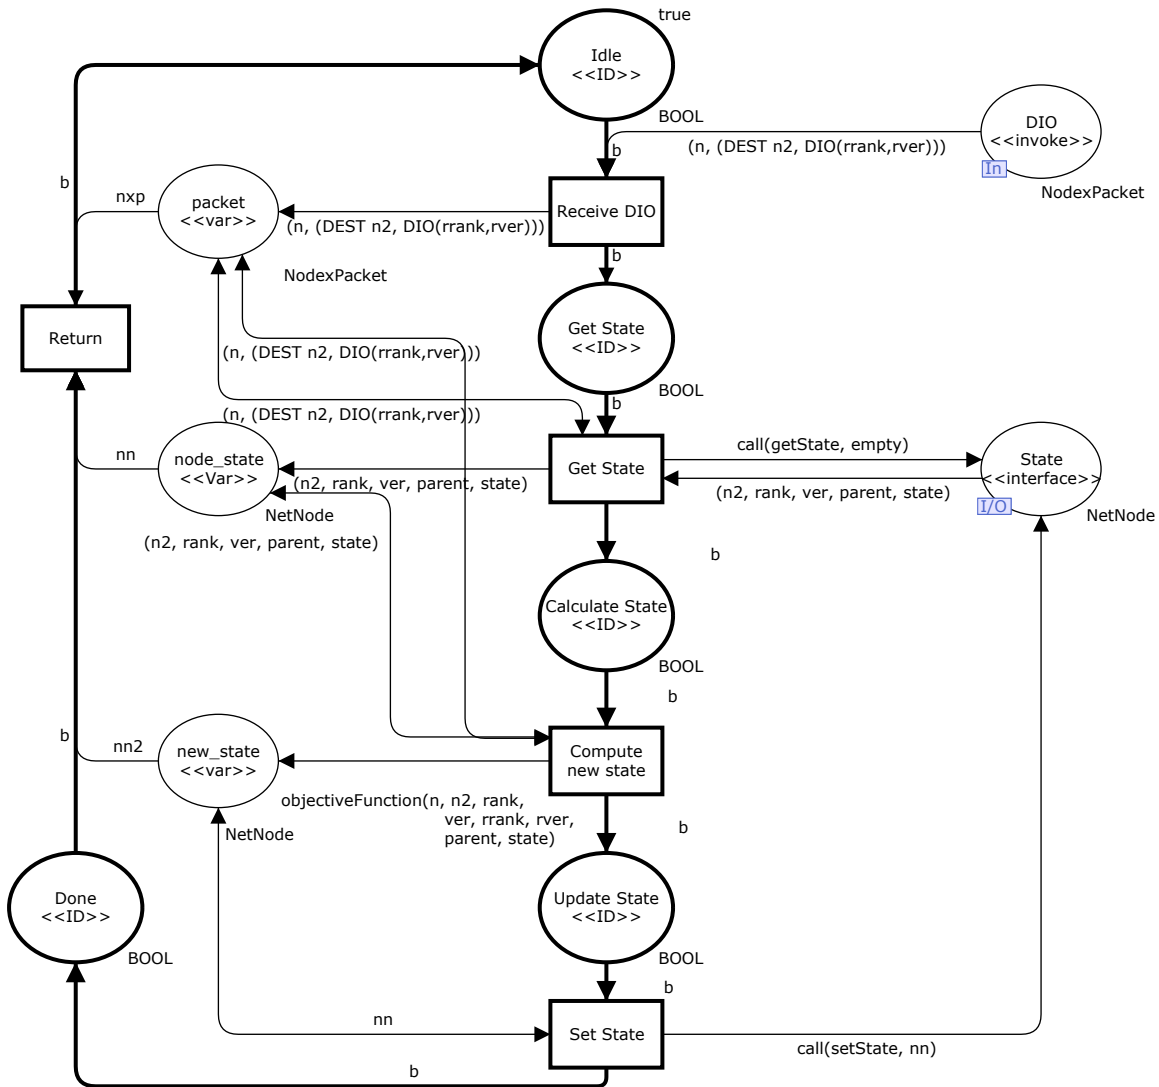 true
Idle
<<ID>>
BOOL
DIO
<<invoke>>
In
NodexPacket
b
(n, (DEST n2, DIO(rrank,rver)))
b
nxp
packet
<<var>>
Receive DIO
(n, (DEST n2, DIO(rrank,rver)))
b
NodexPacket
Return
Get State
<<ID>>
(n, (DEST n2, DIO(rrank,rver)))
BOOL
b
(n, (DEST n2, DIO(rrank,rver)))
nn
node_state
<<Var>>
Get State
call(getState, empty)
State
<<interface>>
I/O
NetNode
(n2, rank, ver, parent, state)
(n2, rank, ver, parent, state)
NetNode
(n2, rank, ver, parent, state)
b
Calculate State
<<ID>>
BOOL
b
b
nn2
new_state
<<var>>
Compute
new state
objectiveFunction(n, n2, rank,
ver, rrank, rver,
parent, state)
NetNode
b
Done
<<ID>>
BOOL
Update State
<<ID>>
BOOL
b
nn
Set State
call(setState, nn)
b